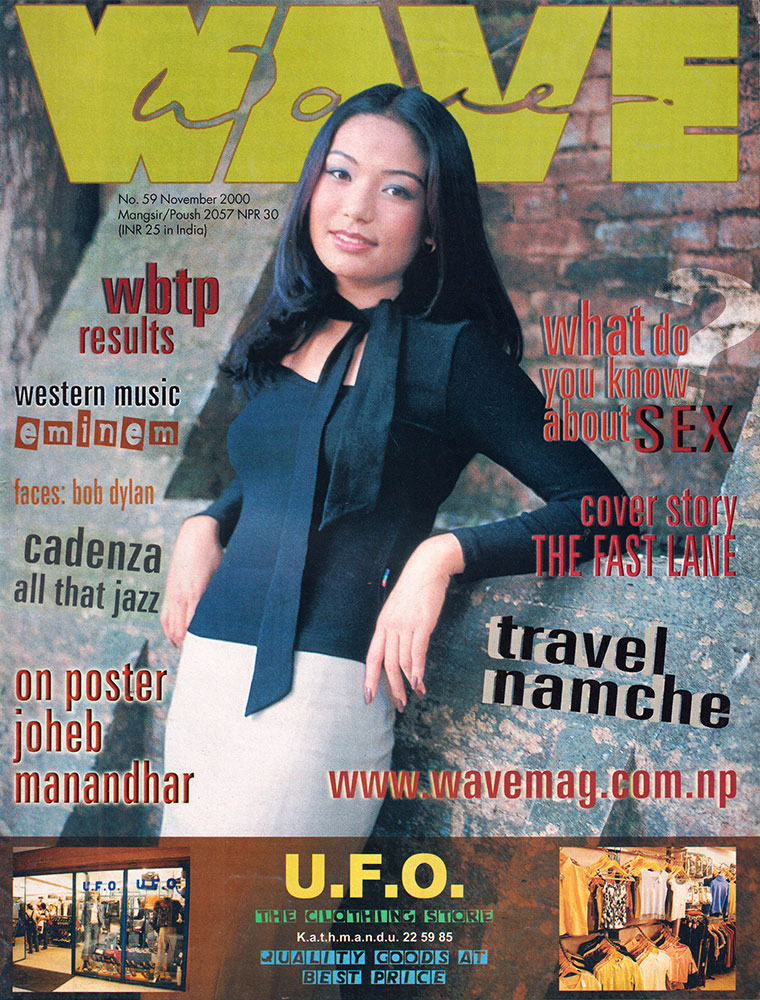 WAVE
wave
No. 59 November 2000
Mangsir/Poush 2057 NPR 30
(INR 25 in India)
wbtp
results
western music
eminem
faces: bob dylan
cadenza
all that jazz
on poster
joheb
manandhar
what do
you know
about SEX
?
cover story
THE FAST LANE
travel
namche
www.wavemag.com.np
U.F.O. U.F.O.
U.F.O.
THE CLOTHING STORE
K.a.t.h.m.a.n.d.u. 22 59 85
QUALITY GOODS AT
BEST PRICE